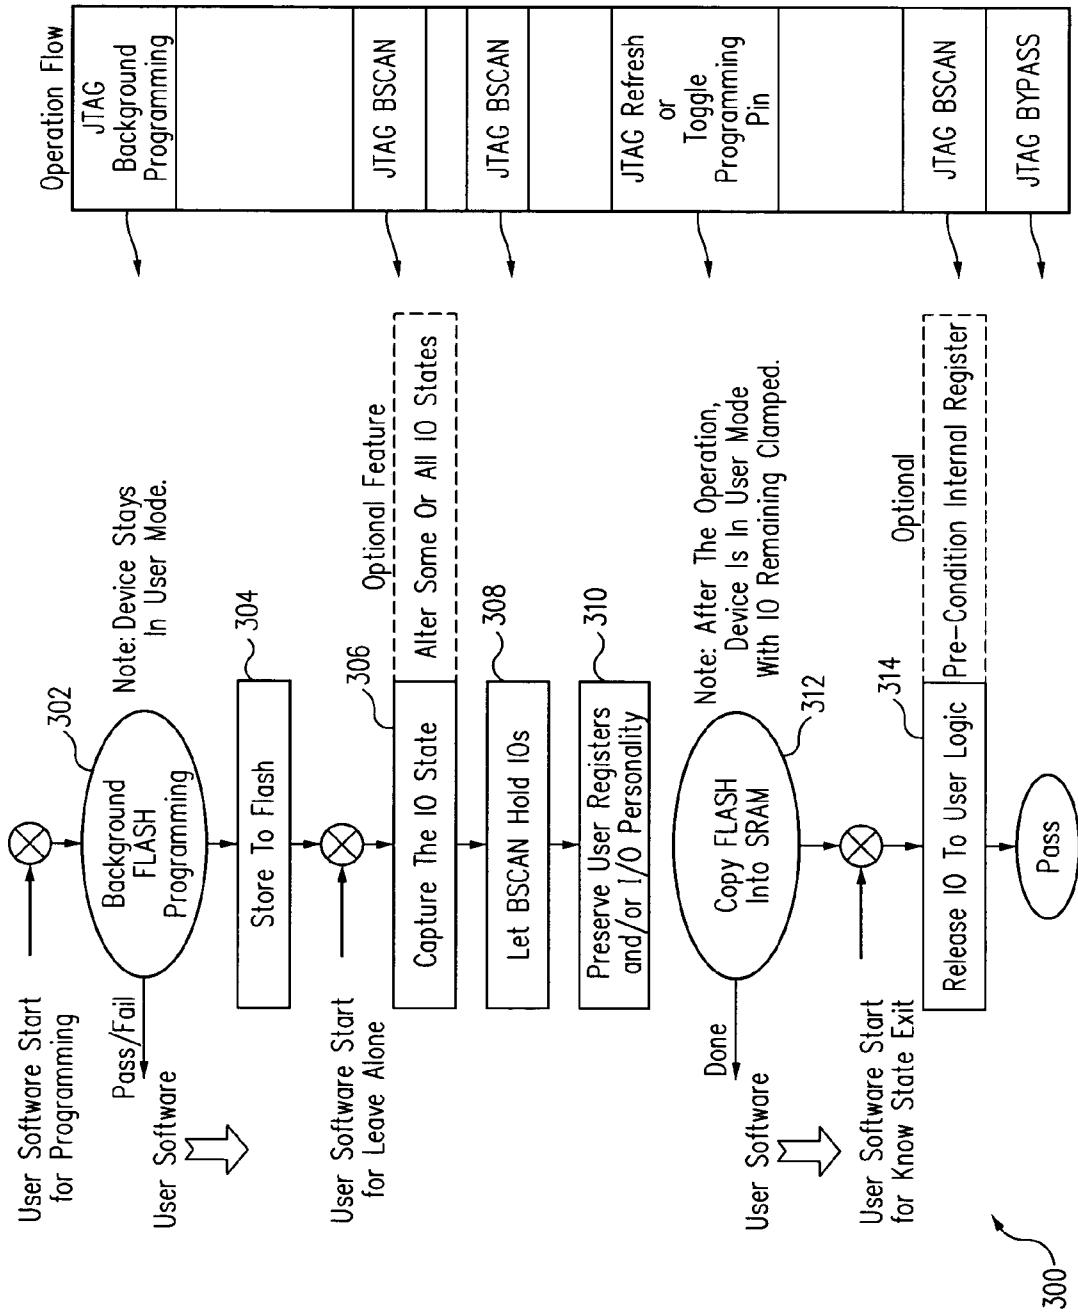 User Software Start
for Programming
302
Background
FLASH
Programming
Note: Device Stays
In User Mode.
Pass/Fail
User Software
304
Store To Flash
User Software Start
for Leave Alone
306
Optional Feature
Capture The IO State
Alter Some Or All IO States
308
Let BSCAN Hold IOs
310
Preserve User Registers
and/or I/O Personality
Note: After The Operation,
Device Is In User Mode
With IO Remaining Clamped.
Copy FLASH
Into SRAM
312
Done
User Software
User Software Start
for Know State Exit
314
Optional
Release IO To User Logic
Pre-Condition Internal Register
Pass
300
Operation Flow
JTAG
Background
Programming
JTAG BSCAN
JTAG BSCAN
JTAG Refresh
or
Toggle
Programming
Pin
JTAG BSCAN
JTAG BYPASS